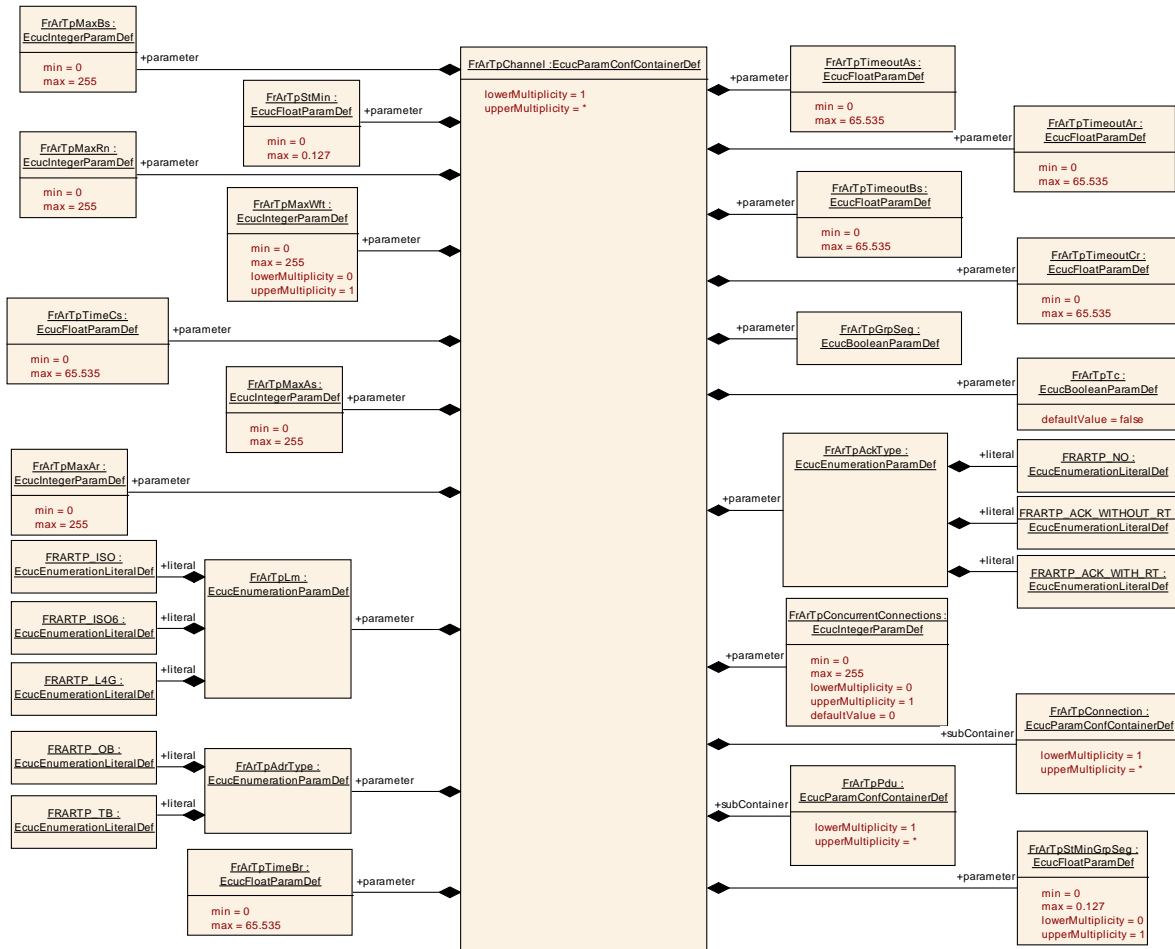 FrArTpMaxBs :
EcucIntegerParamDef
min = 0
max = 255
+parameter
FrArTpStMin :
EcucFloatParamDef
min = 0
max = 0.127
+parameter
FrArTpMaxRn :
EcucIntegerParamDef
min = 0
max = 255
+parameter
FrArTpMaxWft :
EcucIntegerParamDef
min = 0
max = 255
lowerMultiplicity = 0
upperMultiplicity = 1
+parameter
FrArTpTimeCs :
EcucFloatParamDef
min = 0
max = 65.535
+parameter
FrArTpMaxAs :
EcucIntegerParamDef
min = 0
max = 255
+parameter
FrArTpMaxAr :
EcucIntegerParamDef
min = 0
max = 255
+parameter
FRARTP_ISO :
EcucEnumerationLiteralDef
+literal
FRARTP_ISO6 :
EcucEnumerationLiteralDef
+literal
FRARTP_L4G :
EcucEnumerationLiteralDef
+literal
FrArTpLm :
EcucEnumerationParamDef
+parameter
FRARTP_OB :
EcucEnumerationLiteralDef
+literal
FRARTP_TB :
EcucEnumerationLiteralDef
+literal
FrArTpAdrType :
EcucEnumerationParamDef
+parameter
FrArTpTimeBr :
EcucFloatParamDef
min = 0
max = 65.535
+parameter
FrArTpChannel :EcucParamConfContainerDef
lowerMultiplicity = 1
upperMultiplicity = *
+parameter
FrArTpTimeoutAs :
EcucFloatParamDef
min = 0
max = 65.535
+parameter
FrArTpTimeoutAr :
EcucFloatParamDef
min = 0
max = 65.535
+parameter
FrArTpTimeoutBs :
EcucFloatParamDef
min = 0
max = 65.535
+parameter
FrArTpTimeoutCr :
EcucFloatParamDef
min = 0
max = 65.535
+parameter
FrArTpGrpSeg :
EcucBooleanParamDef
+parameter
FrArTpTc :
EcucBooleanParamDef
defaultValue = false
+parameter
FrArTpAckType :
EcucEnumerationParamDef
+literal
FRARTP_NO :
EcucEnumerationLiteralDef
+literal
FRARTP_ACK_WITHOUT_RT :
EcucEnumerationLiteralDef
+literal
FRARTP_ACK_WITH_RT :
EcucEnumerationLiteralDef
+parameter
FrArTpConcurrentConnections :
EcucIntegerParamDef
min = 0
max = 255
lowerMultiplicity = 0
upperMultiplicity = 1
defaultValue = 0
+subContainer
FrArTpConnection :
EcucParamConfContainerDef
lowerMultiplicity = 1
upperMultiplicity = *
+subContainer
FrArTpPdu :
EcucParamConfContainerDef
lowerMultiplicity = 1
upperMultiplicity = *
+parameter
FrArTpStMinGrpSeg :
EcucFloatParamDef
min = 0
max = 0.127
lowerMultiplicity = 0
upperMultiplicity = 1